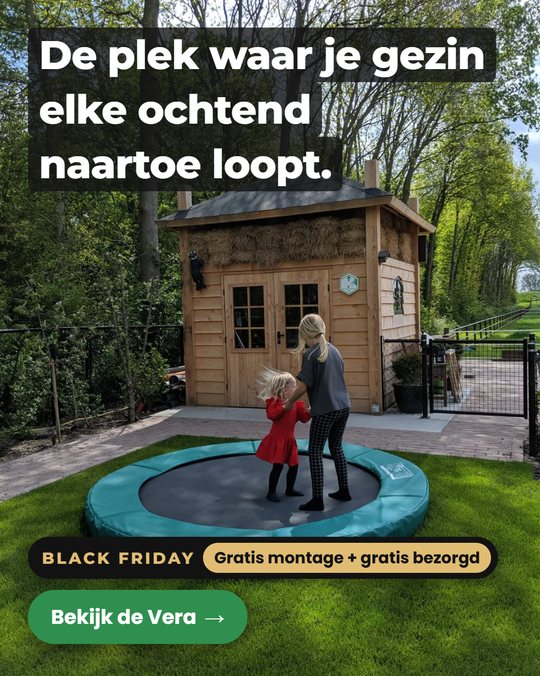 De plek waar je gezin
elke ochtend
naartoe loopt.
BLACK FRIDAY Gratis montage + gratis bezorgd
Bekijk de Vera →